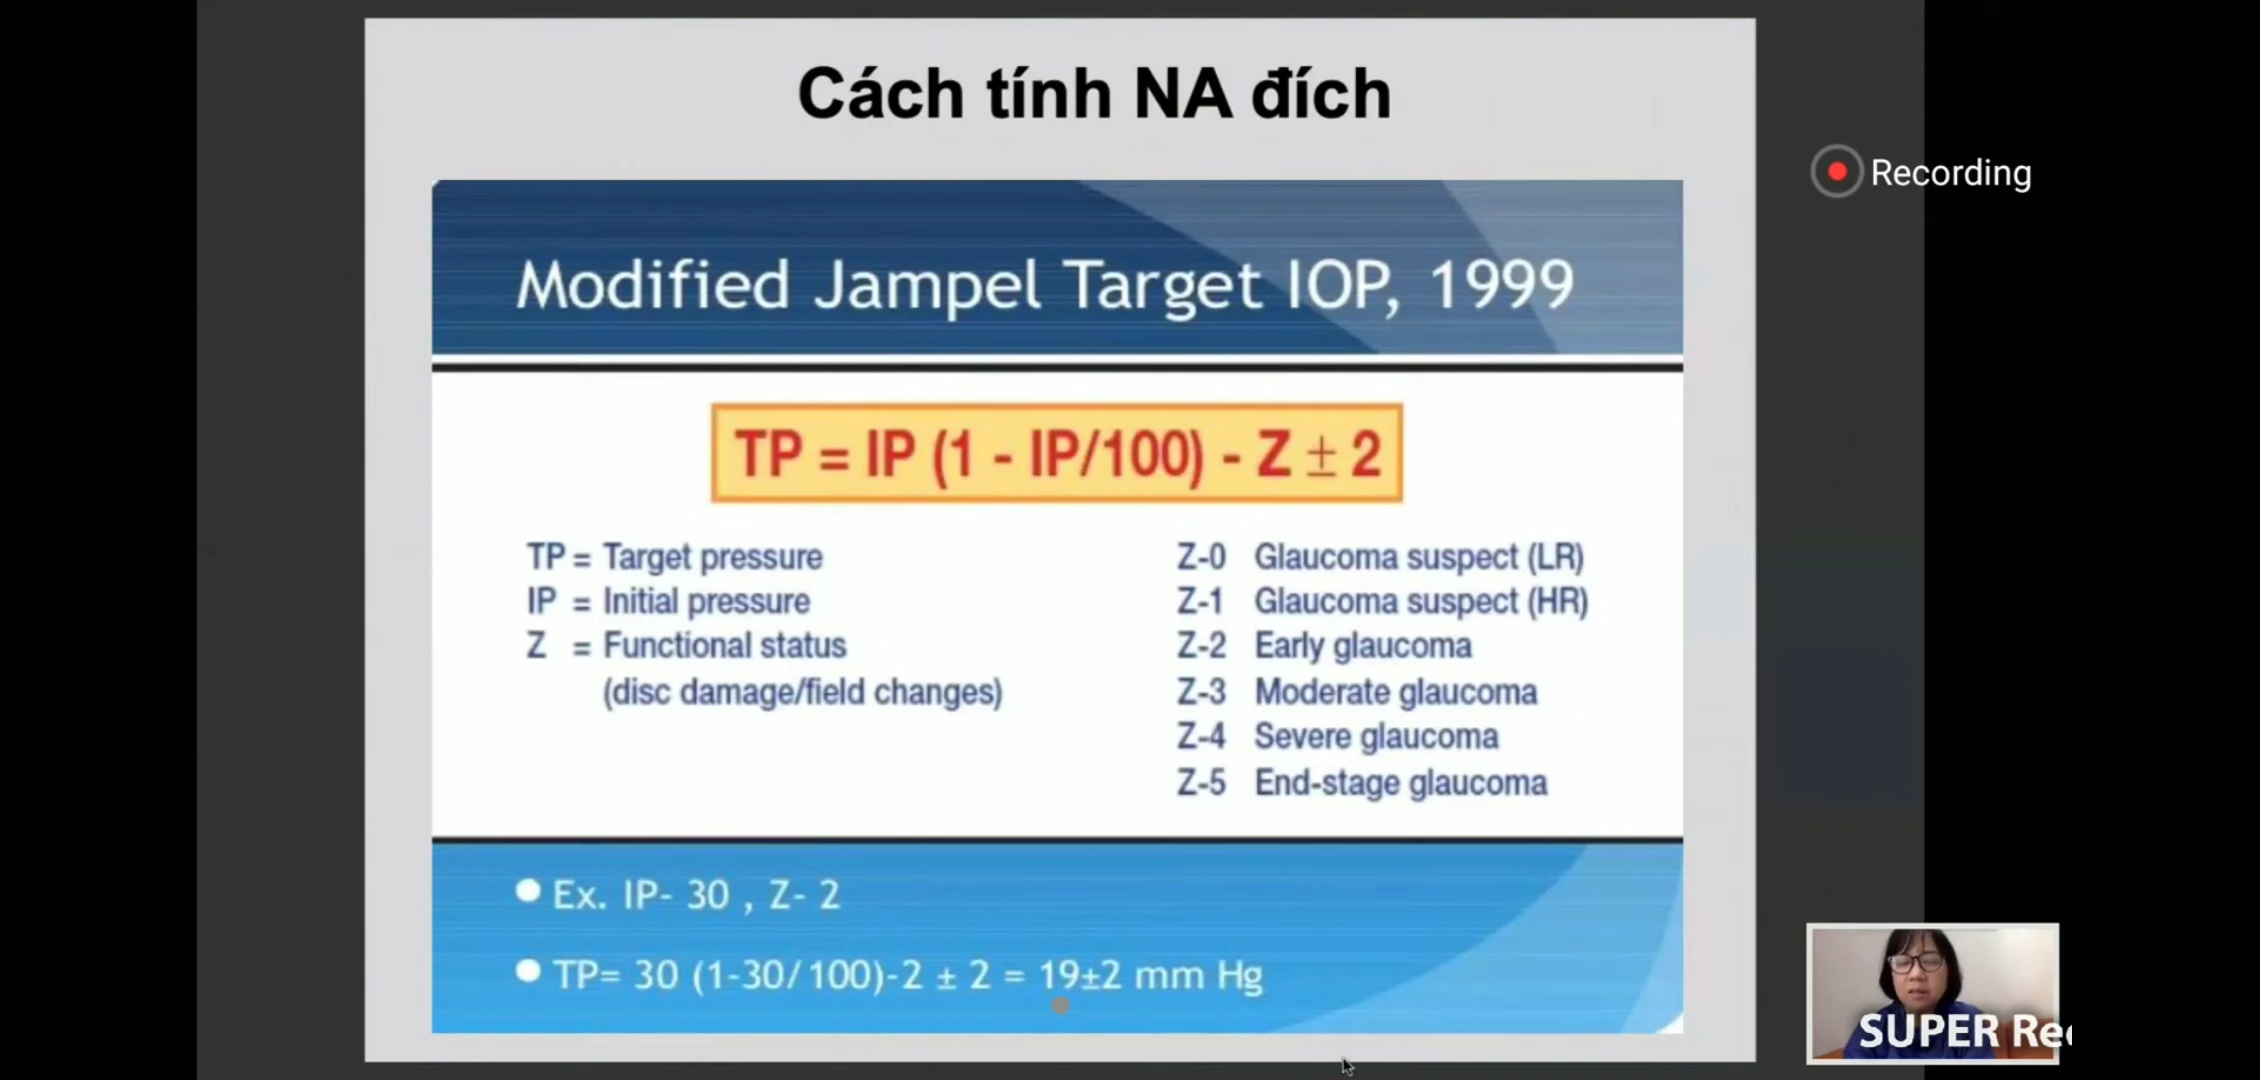 Cách tính NA đích
Recording
Modified Jampel Target IOP, 1999
TP = IP (1 - IP/100) - Z ± 2
TP = Target pressure
IP = Initial pressure
Z = Functional status
(disc damage/field changes)
Z-0 Glaucoma suspect (LR)
Z-1 Glaucoma suspect (HR)
Z-2 Early glaucoma
Z-3 Moderate glaucoma
Z-4 Severe glaucoma
Z-5 End-stage glaucoma
Ex. IP- 30 , Z- 2
TP= 30 (1-30/100)-2 ± 2 = 19±2 mm Hg
SUPER Rec